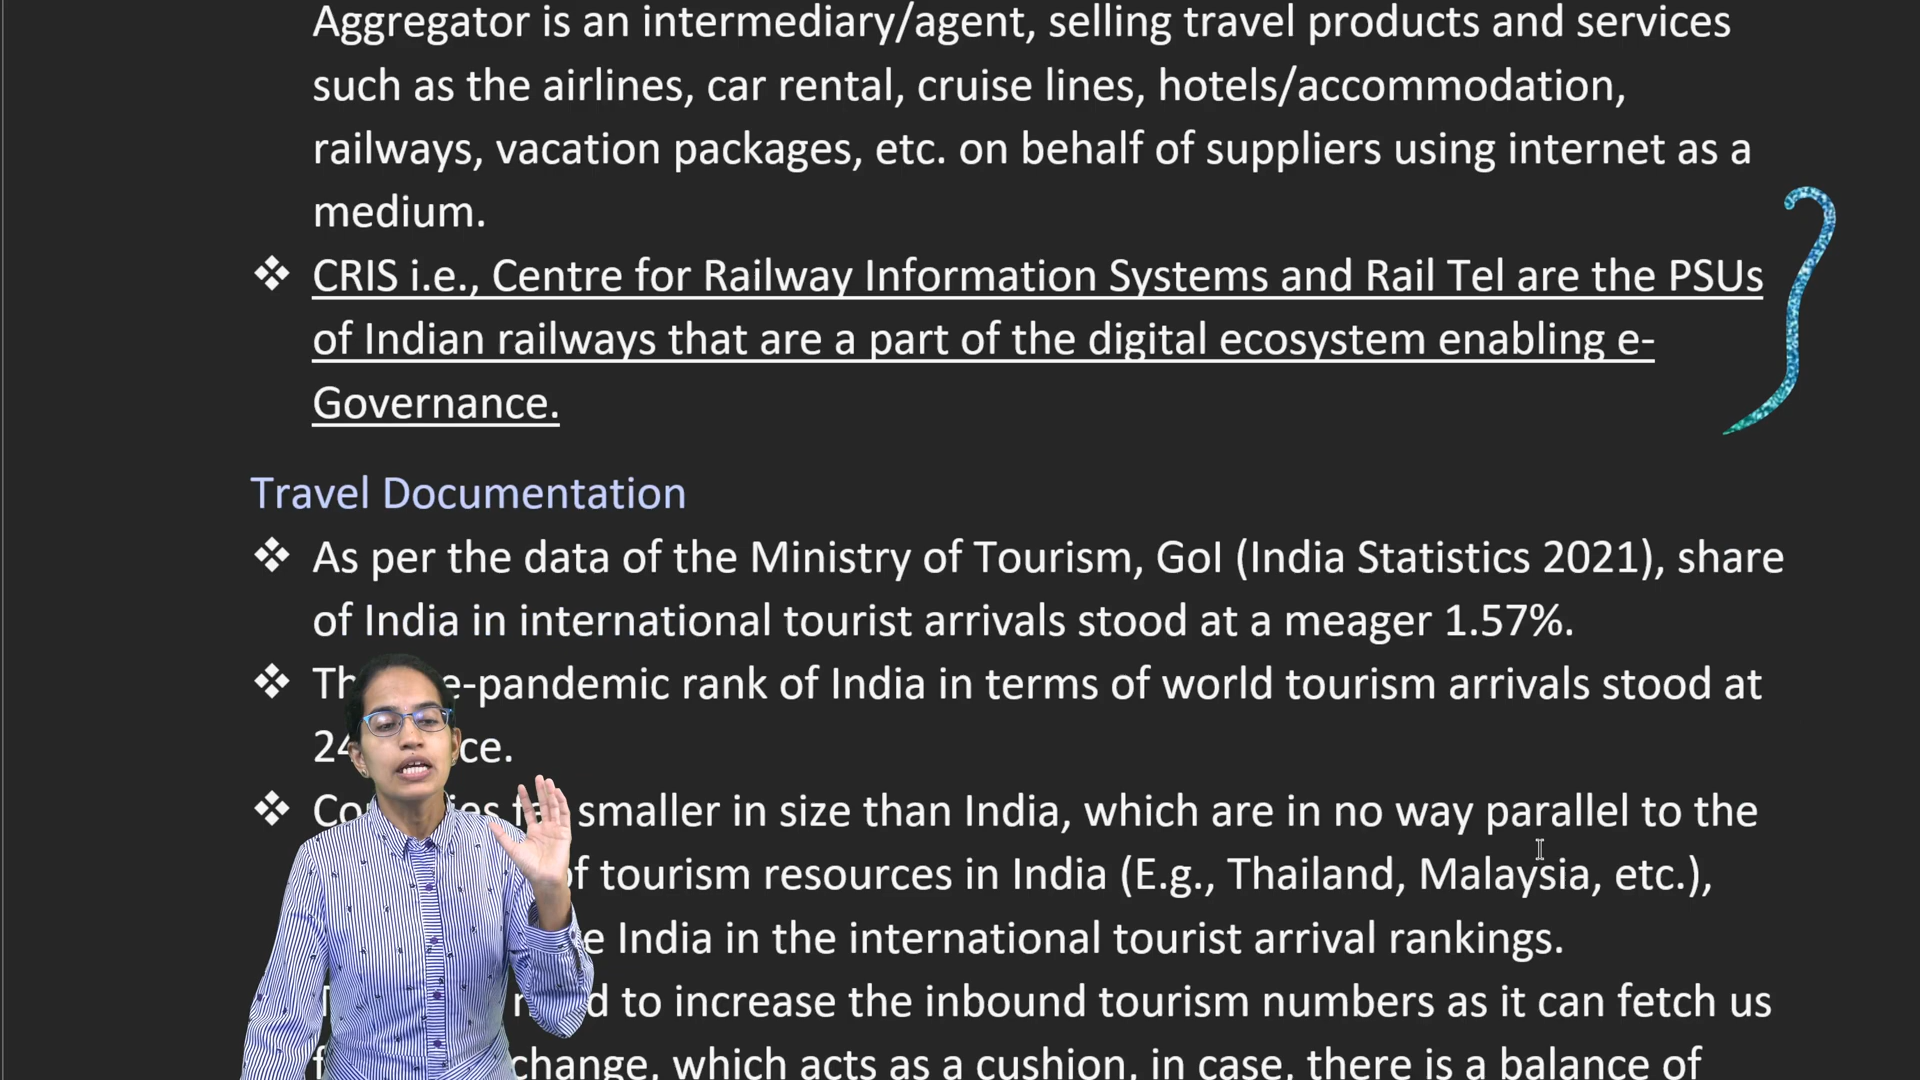 Aggregator is an intermediary/agent, selling travel products and services
such as the airlines, car rental, cruise lines, hotels/accommodation,
railways, vacation packages, etc. on behalf of suppliers using internet as a
medium.
❖ CRIS i.e., Centre for Railway Information Systems and Rail Tel are the PSUs
of Indian railways that are a part of the digital ecosystem enabling e-
Governance.
Travel Documentation
❖ As per the data of the Ministry of Tourism, GoI (India Statistics 2021), share
of India in international tourist arrivals stood at a meager 1.57%.
❖ e-pandemic rank of India in terms of world tourism arrivals stood at
❖ smaller in size than India, which are in no way parallel to the
of tourism resources in India (E.g., Thailand, Malaysia, etc.),
India in the international tourist arrival rankings.
to increase the inbound tourism numbers as it can fetch us
change, which acts as a cushion, in case, there is a balance of